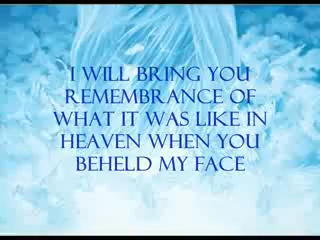 I WILL BRING YOU
REMEMBRANCE OF
WHAT IT WAS LIKE IN
HEAVEN WHEN YOU
BEHELD MY FACE